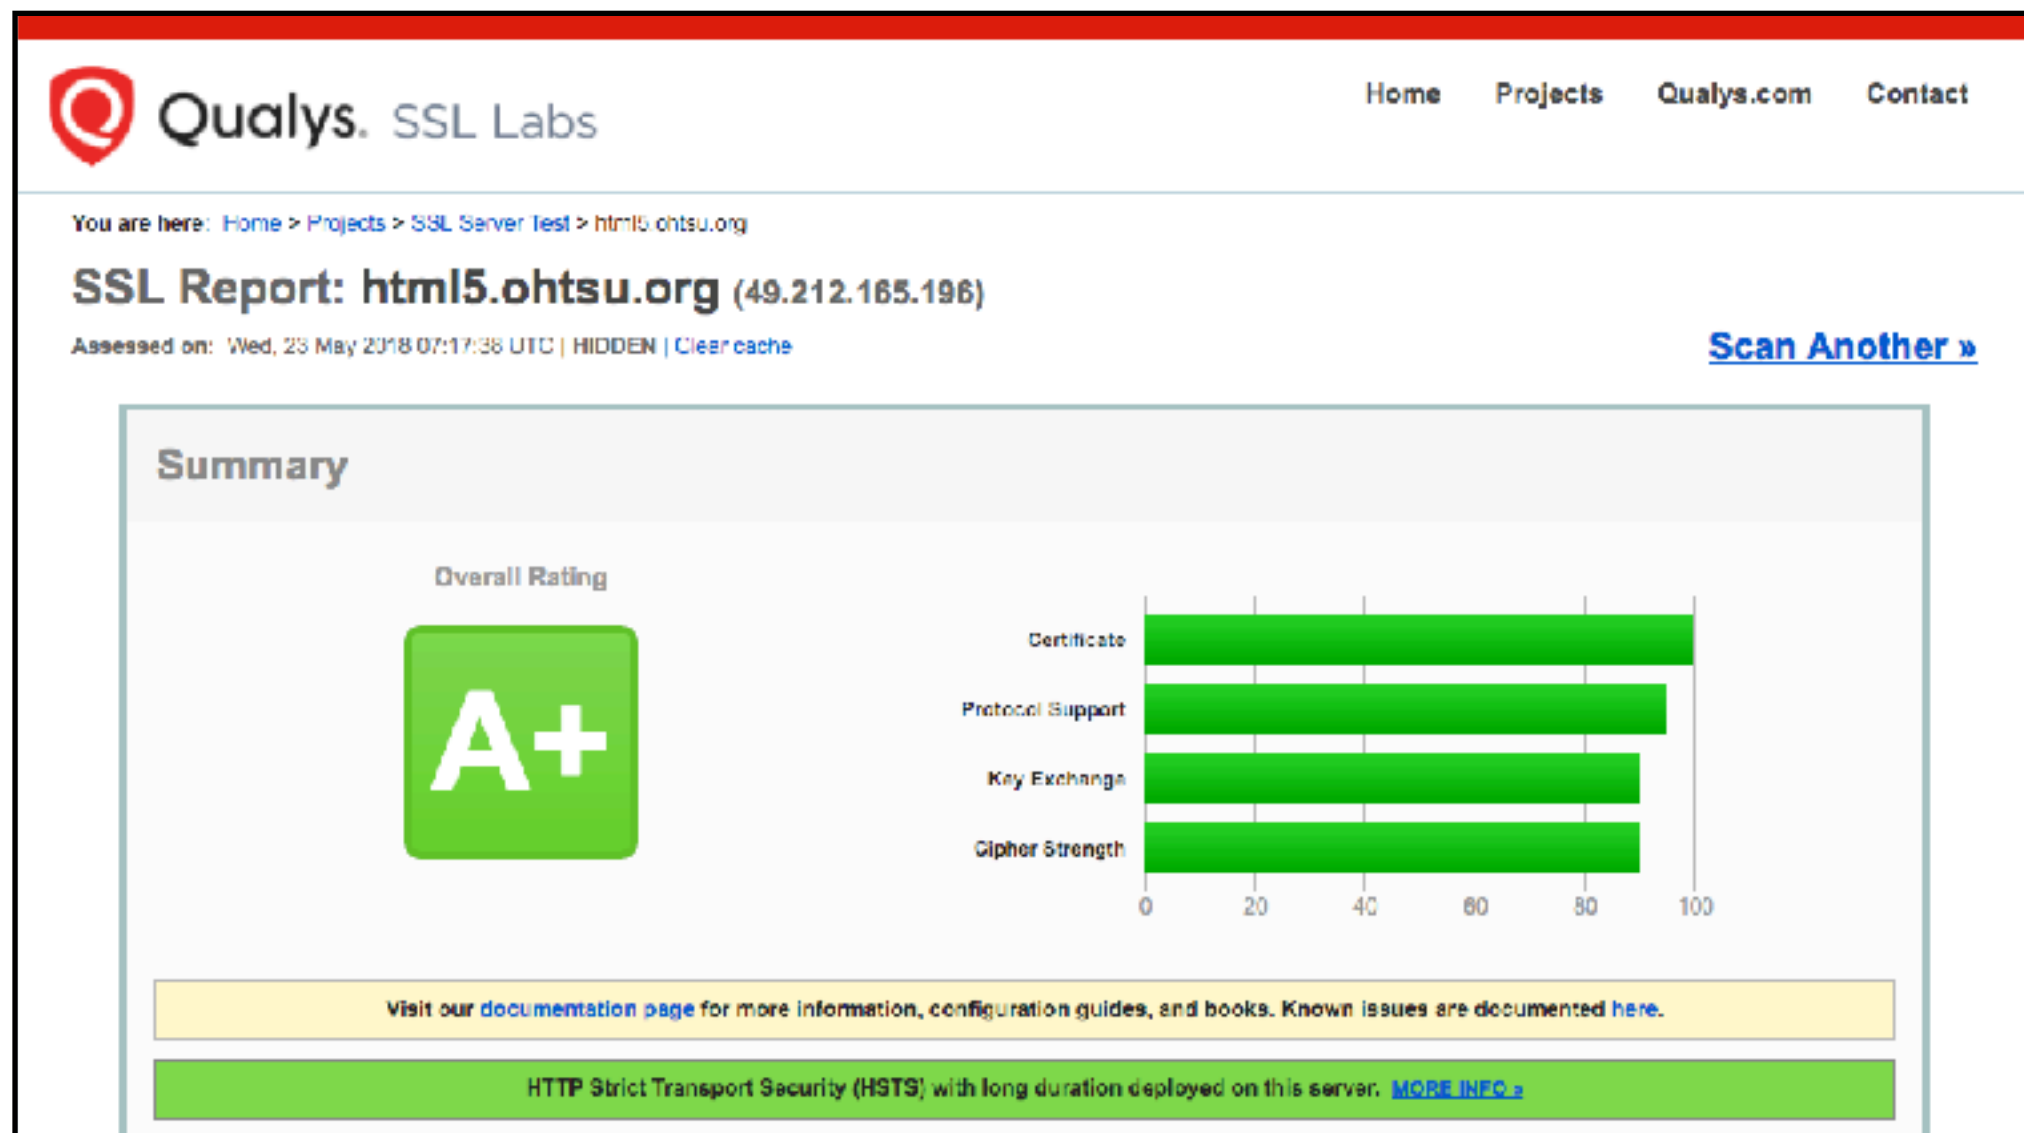 Qualys. SSL Labs
Home Projects Qualys.com Contact
You are here: Home > Projects > SSL Server Test > html5.ohtsu.org
SSL Report: html5.ohtsu.org (49.212.165.196)
Assessed on: Wed, 23 May 2018 07:17:38 UTC | HIDDEN | Clear cache
Scan Another »
Summary
Overall Rating
A+
Certificate
Protocol Support
Key Exchange
Cipher Strength
0 20 40 60 80 100
Visit our documentation page for more information, configuration guides, and books. Known issues are documented here.
HTTP Strict Transport Security (HSTS) with long duration deployed on this server. MORE INFO »